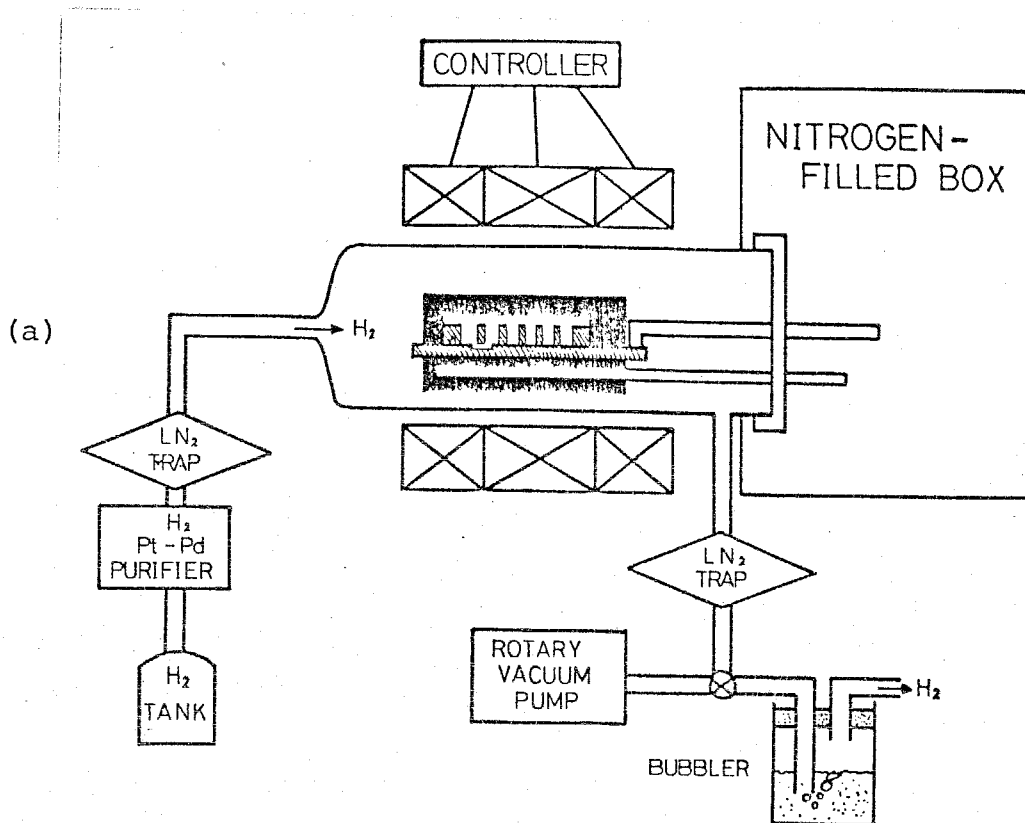 CONTROLLER
NITROGEN-
FILLED BOX
(a)
H₂
LN₂
TRAP
H₂
Pt-Pd
PURIFIER
H₂
TANK
LN₂
TRAP
ROTARY
VACUUM
PUMP
H₂
BUBBLER